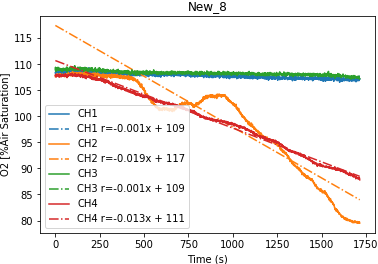 New_8
O2 [%Air Saturation]
115
110
105
100
95
90
85
80
CH1
CH1 r=-0.001x + 109
CH2
CH2 r=-0.019x + 117
CH3
CH3 r=-0.001x + 109
CH4
CH4 r=-0.013x + 111
0 250 500 750 1000 1250 1500 1750
Time (s)